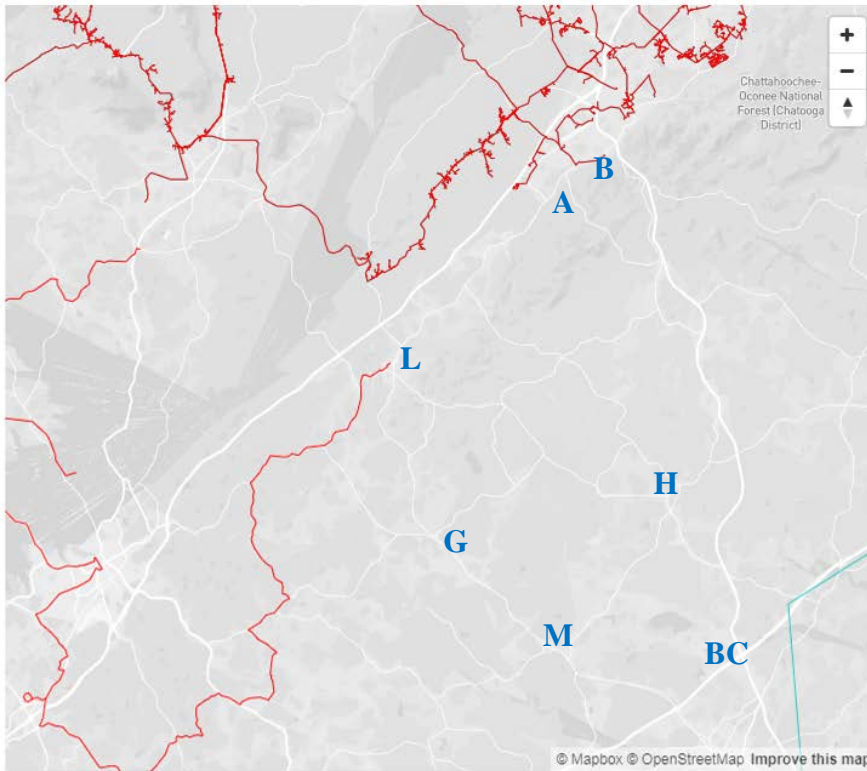 +
−
Chattahoochee-
Oconee National
Forest (Chatooga
District)
B
A
L
H
G
M
BC
© Mapbox © OpenStreetMap Improve this map